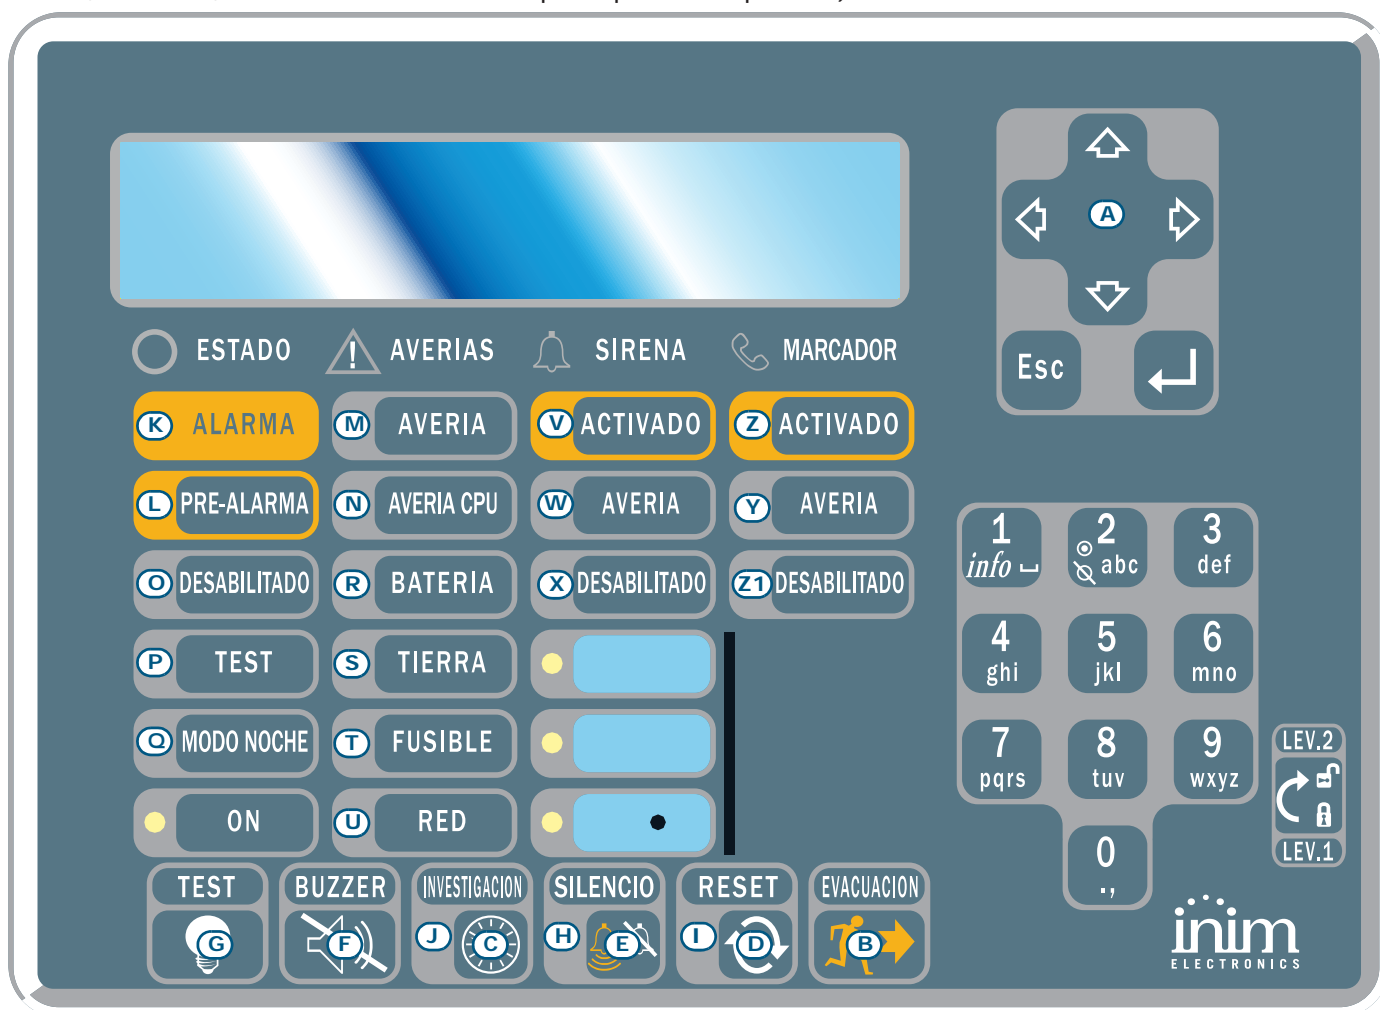 A
ESTADO
! AVERIAS
SIRENA
MARCADOR
Esc
K ALARMA
M AVERIA
V ACTIVADO
Z ACTIVADO
L PRE-ALARMA
N AVERIA CPU
W AVERIA
Y AVERIA
O DESABILITADO
R BATERIA
X DESABILITADO
Z1 DESABILITADO
P TEST
S TIERRA
Q MODO NOCHE
T FUSIBLE
ON
U RED
1
info
2
abc
3
def
4
ghi
5
jkl
6
mno
7
pqrs
8
tuv
9
wxyz
0
.,
LEV.2
LEV.1
TEST
G
BUZZER
F
INVESTIGACION
J C
SILENCIO
H E
RESET
I D
EVACUACION
B
inim
ELECTRONICS